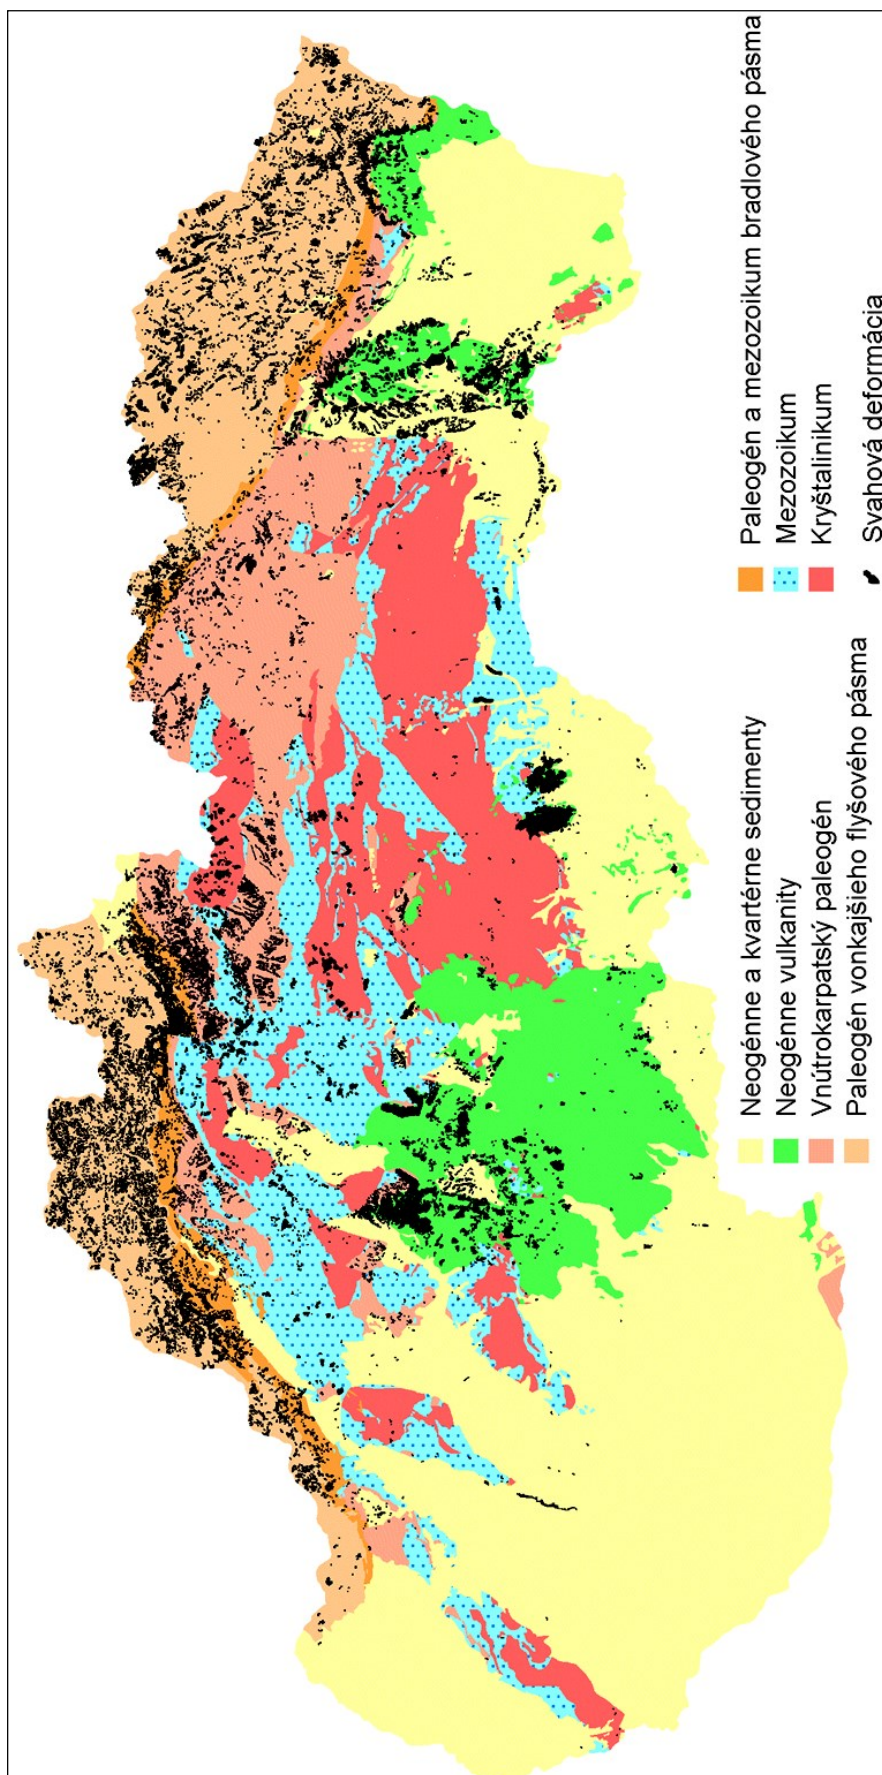 Neogénne a kvartérne sedimenty
Neogénne vulkanity
Vnútrokarpatský paleogén
Paleogén vonkajšieho flyšového pásma
Paleogén a mezozoikum bradlového pásma
Mezozoikum
Kryštalinikum
Svahová deformácia